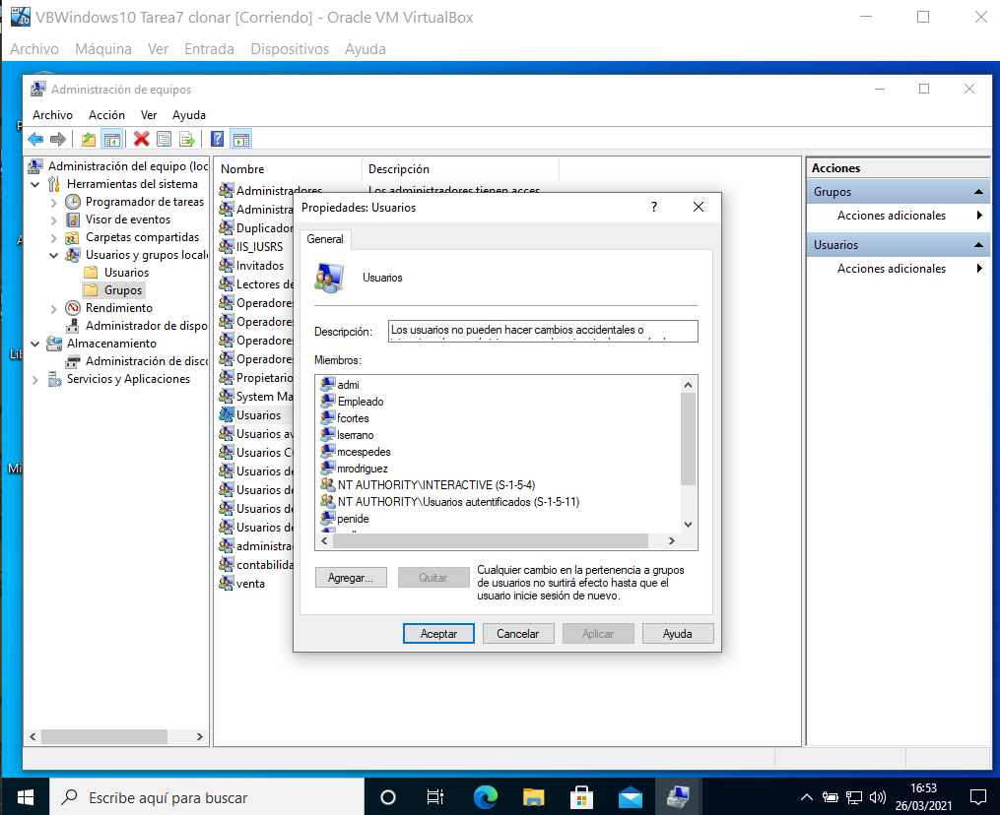 VBWindows10 Tarea7 clonar [Corriendo] - Oracle VM VirtualBox
Archivo Máquina Ver Entrada Dispositivos Ayuda
Administración de equipos
Archivo Acción Ver Ayuda
Administración del equipo (loc
Herramientas del sistema
Programador de tareas
Visor de eventos
Carpetas compartidas
Usuarios y grupos locale
Usuarios
Grupos
Rendimiento
Administrador de dispo
Almacenamiento
Administración de disco
Servicios y Aplicaciones
Nombre Descripción
Administradores Los administradores tienen acces
Administra
Duplicador
IIS_IUSRS
Invitados
Lectores de
Operadores
Operadores
Operadores
Operadores
Propietario
System Ma
Usuarios
Usuarios av
Usuarios CO
Usuarios de
Usuarios de
Usuarios de
Usuarios de
administra
contabilida
venta
Propiedades: Usuarios ?
General
Usuarios
Descripción: Los usuarios no pueden hacer cambios accidentales o
Miembros:
admi
Empleado
fcortes
lserrano
mcespedes
mrodriguez
NT AUTHORITY\INTERACTIVE (S-1-5-4)
NT AUTHORITY\Usuarios autentificados (S-1-5-11)
penide
Agregar... Quitar
Cualquier cambio en la pertenencia a grupos
de usuarios no surtirá efecto hasta que el
usuario inicie sesión de nuevo.
Aceptar Cancelar Aplicar Ayuda
Acciones
Grupos
Acciones adicionales
Usuarios
Acciones adicionales
Lib
Mi
Escribe aquí para buscar
16:53
26/03/2021